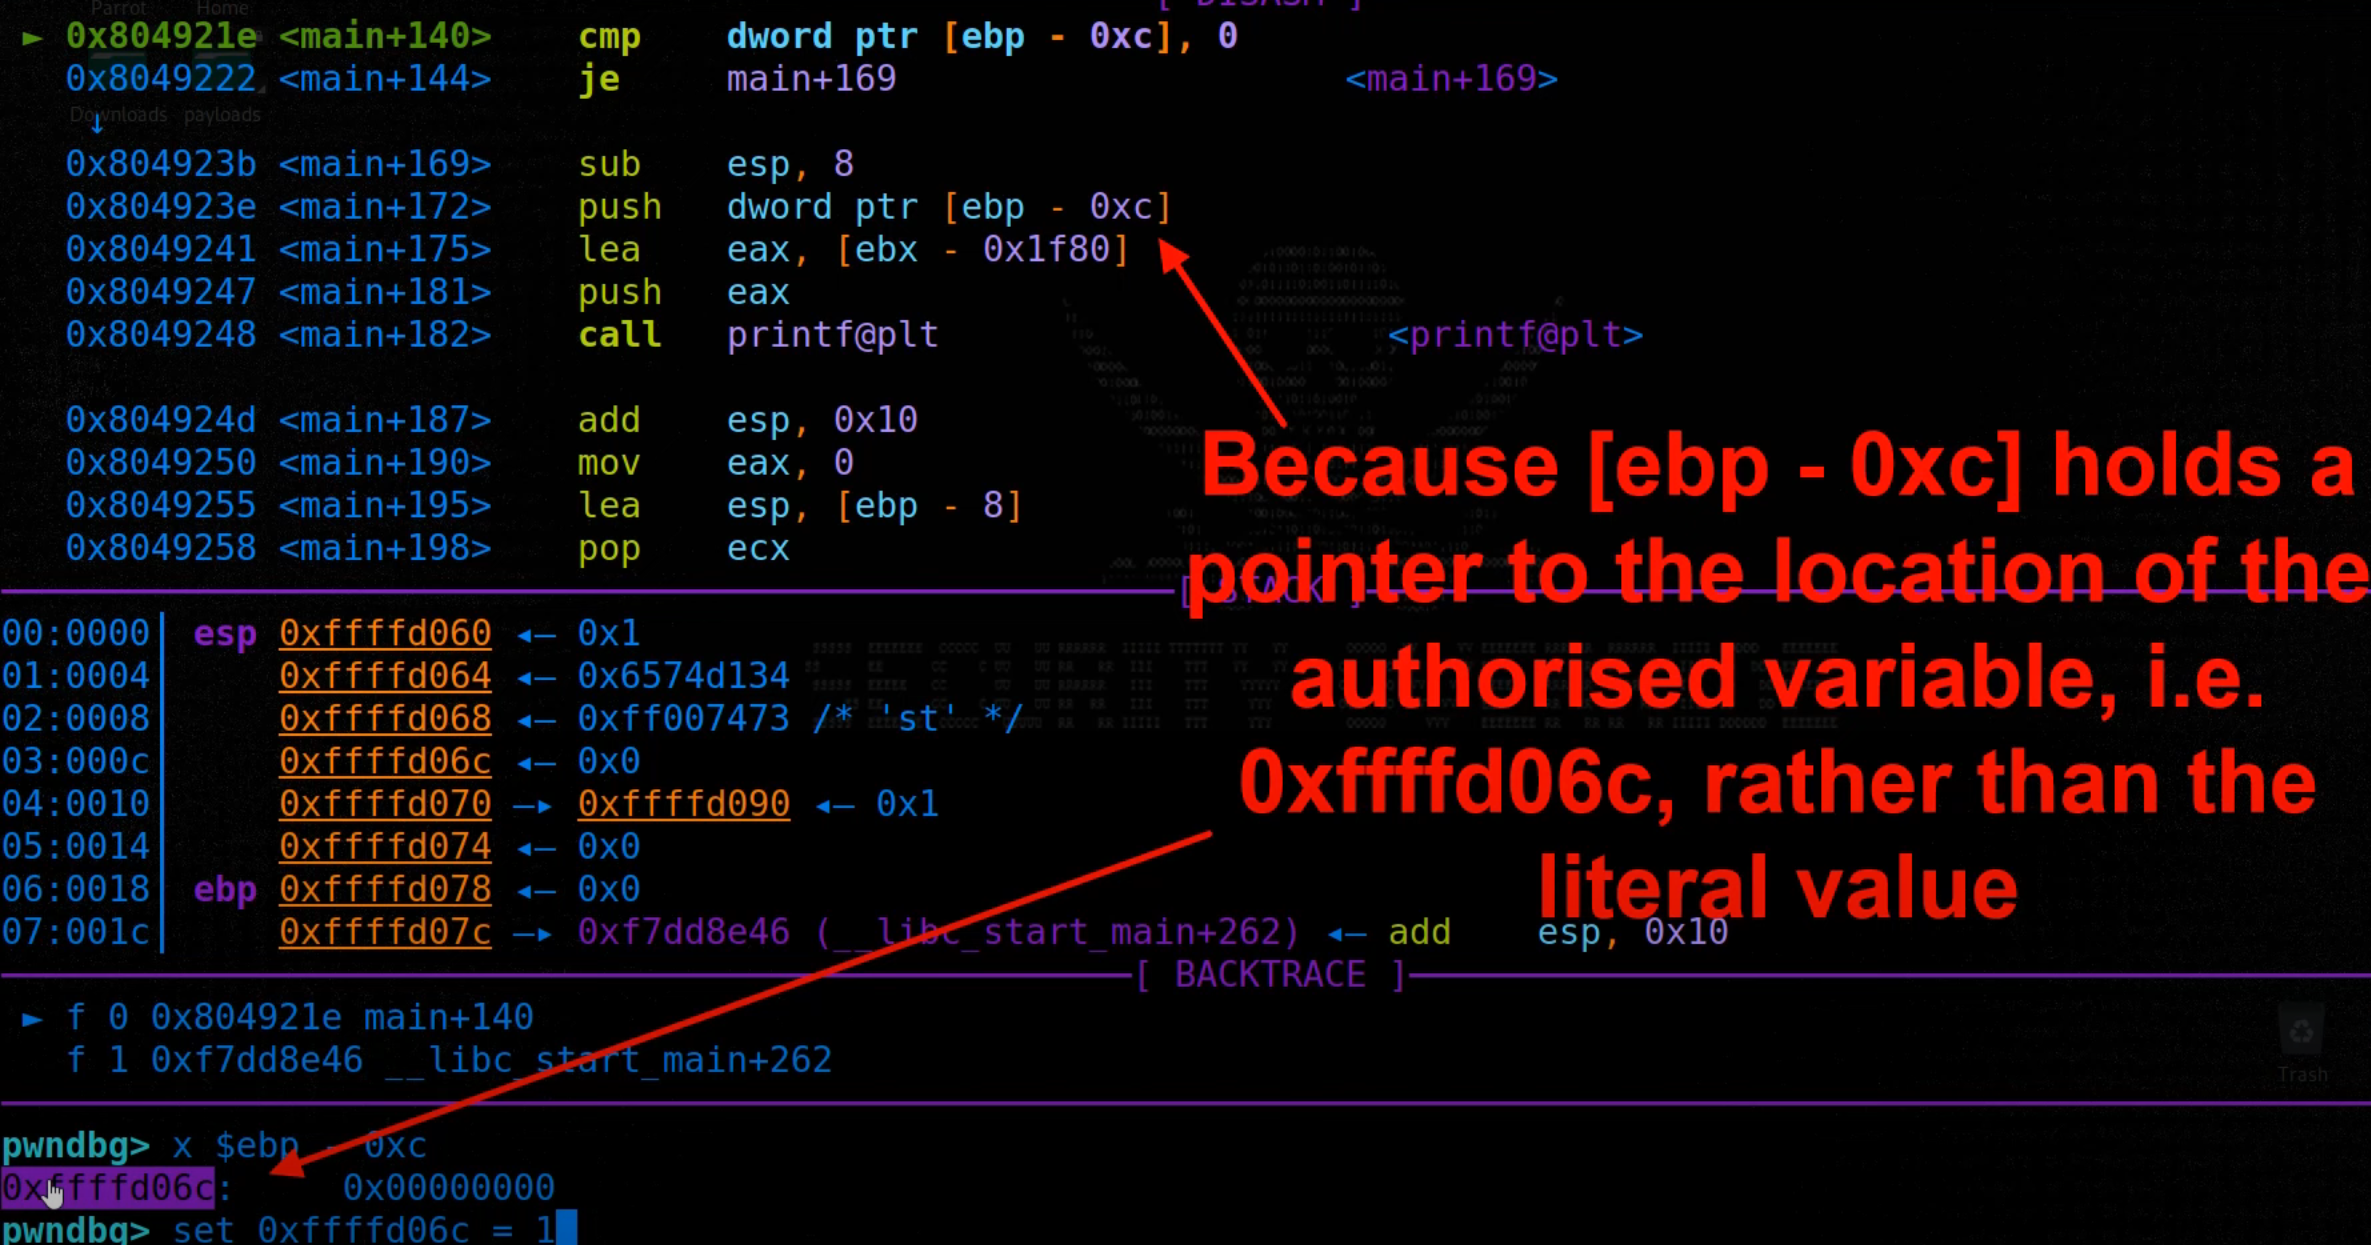 Parrot Home
[ DISASM ]
► 0x804921e <main+140> cmp dword ptr [ebp - 0xc], 0
0x8049222 <main+144> je main+169 <main+169>
Downloads payloads
↓
0x804923b <main+169> sub esp, 8
0x804923e <main+172> push dword ptr [ebp - 0xc]
0x8049241 <main+175> lea eax, [ebx - 0x1f80]
0x8049247 <main+181> push eax
0x8049248 <main+182> call printf@plt <printf@plt>
0x804924d <main+187> add esp, 0x10
0x8049250 <main+190> mov eax, 0
0x8049255 <main+195> lea esp, [ebp - 8]
0x8049258 <main+198> pop ecx
Because [ebp - 0xc] holds a
pointer to the location of the
authorised variable, i.e.
0xffffd06c, rather than the
literal value
[ STACK ]
00:0000│ esp 0xffffd060 ◂— 0x1
01:0004│ 0xffffd064 ◂— 0x6574d134
02:0008│ 0xffffd068 ◂— 0xff007473 /* 'st' */
03:000c│ 0xffffd06c ◂— 0x0
04:0010│ 0xffffd070 —▸ 0xffffd090 ◂— 0x1
05:0014│ 0xffffd074 ◂— 0x0
06:0018│ ebp 0xffffd078 ◂— 0x0
07:001c│ 0xffffd07c —▸ 0xf7dd8e46 (__libc_start_main+262) ◂— add esp, 0x10
[ BACKTRACE ]
► f 0 0x804921e main+140
f 1 0xf7dd8e46 __libc_start_main+262
Trash
pwndbg> x $ebp - 0xc
0xffffd06c: 0x00000000
pwndbg> set 0xffffd06c = 1